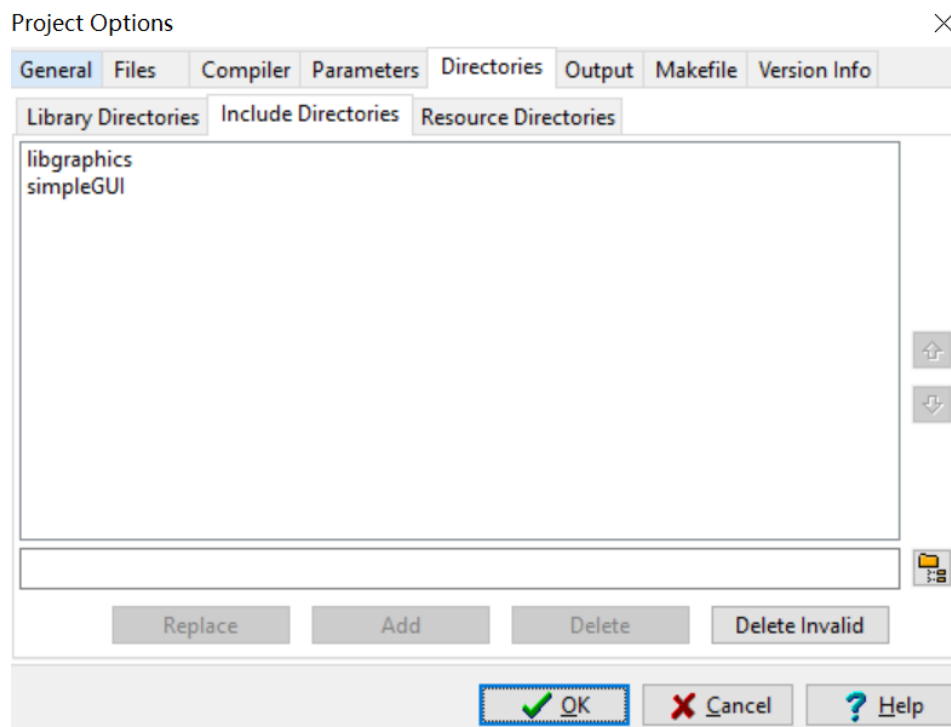 Project Options
General Files Compiler Parameters Directories Output Makefile Version Info
Library Directories Include Directories Resource Directories
libgraphics
simpleGUI
Replace Add Delete Delete Invalid
OK Cancel Help